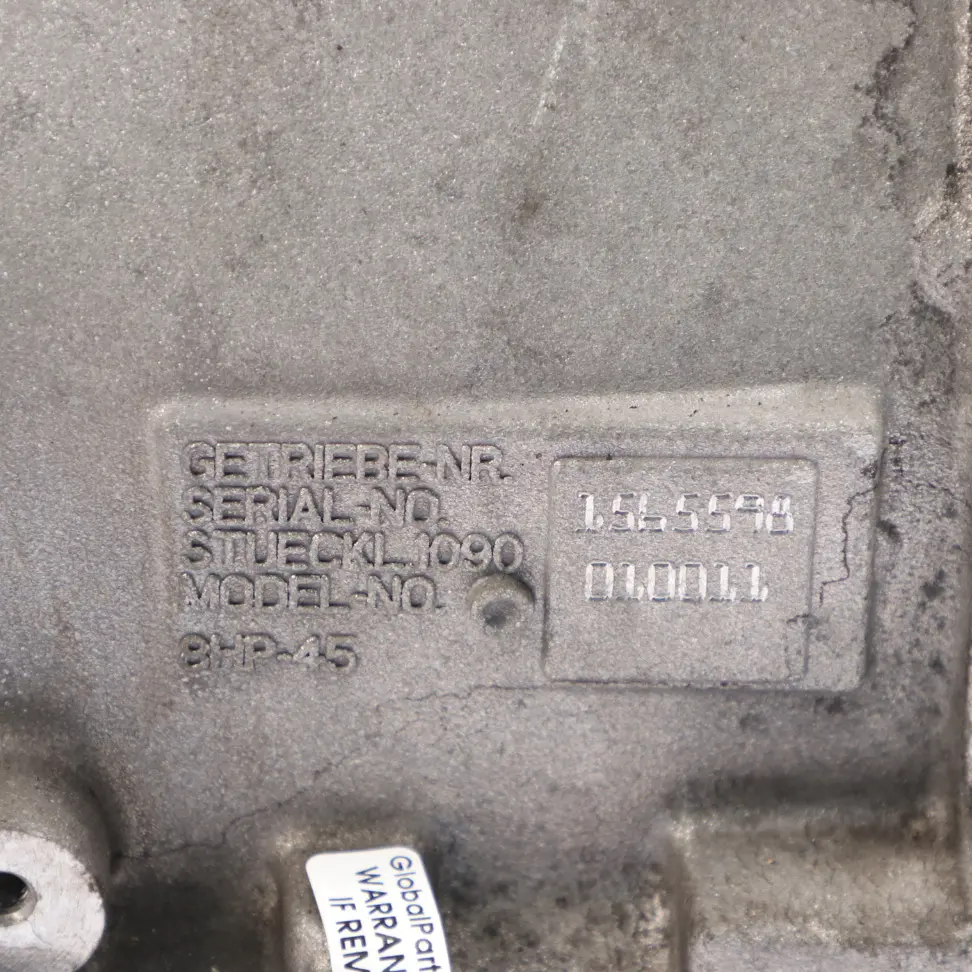 GETRIEBE-NR.
SERIAL-NO. 1565598
STUECKL.1090
MODEL-NO. 010011
8HP-45
GlobalPart
WARRAN
IF REM